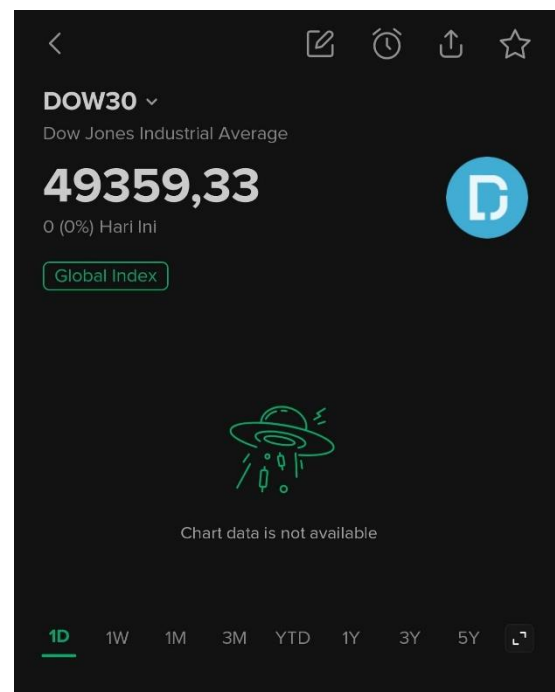 DOW30
Dow Jones Industrial Average
49359,33
0 (0%) Hari Ini
Global Index
Chart data is not available
1D 1W 1M 3M YTD 1Y 3Y 5Y